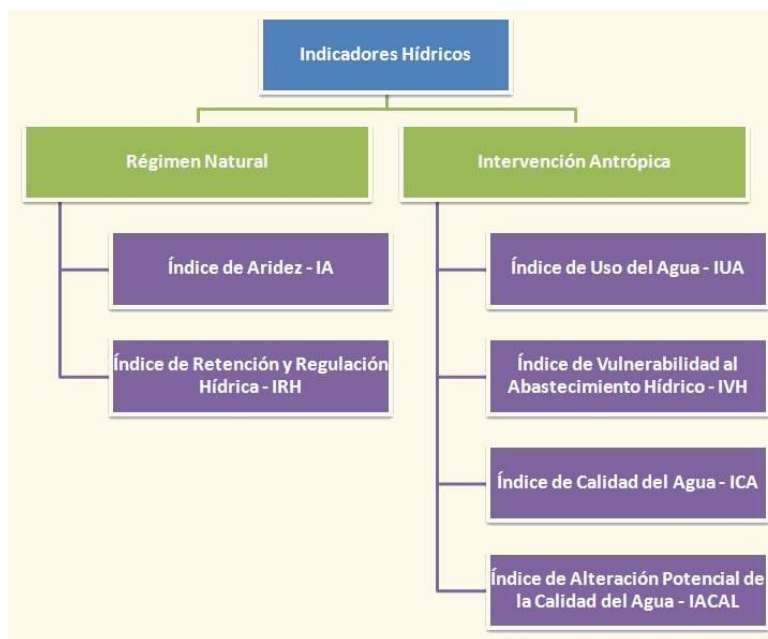 Indicadores Hídricos
Régimen Natural
Índice de Aridez - IA
Índice de Retención y Regulación
Hídrica - IRH
Intervención Antrópica
Índice de Uso del Agua - IUA
Índice de Vulnerabilidad al
Abastecimiento Hídrico - IVH
Índice de Calidad del Agua - ICA
Índice de Alteración Potencial de
la Calidad del Agua - IACAL